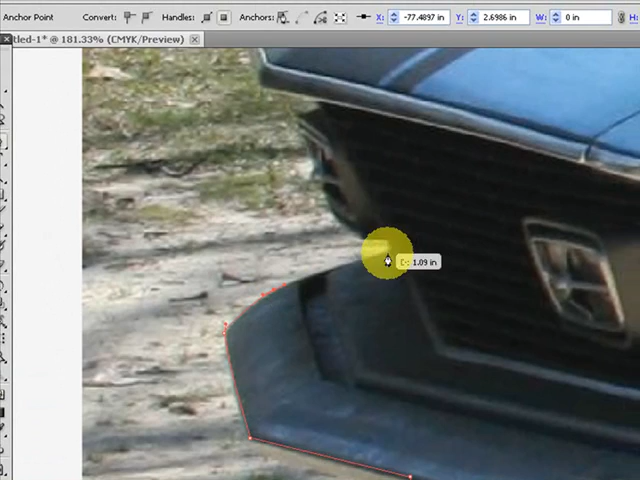 Anchor Point Convert: Handles: Anchors: X: -77.4897 in Y: 2.6986 in W: 0 in H:
tled-1* @ 181.33% (CMYK/Preview)
1.09 in